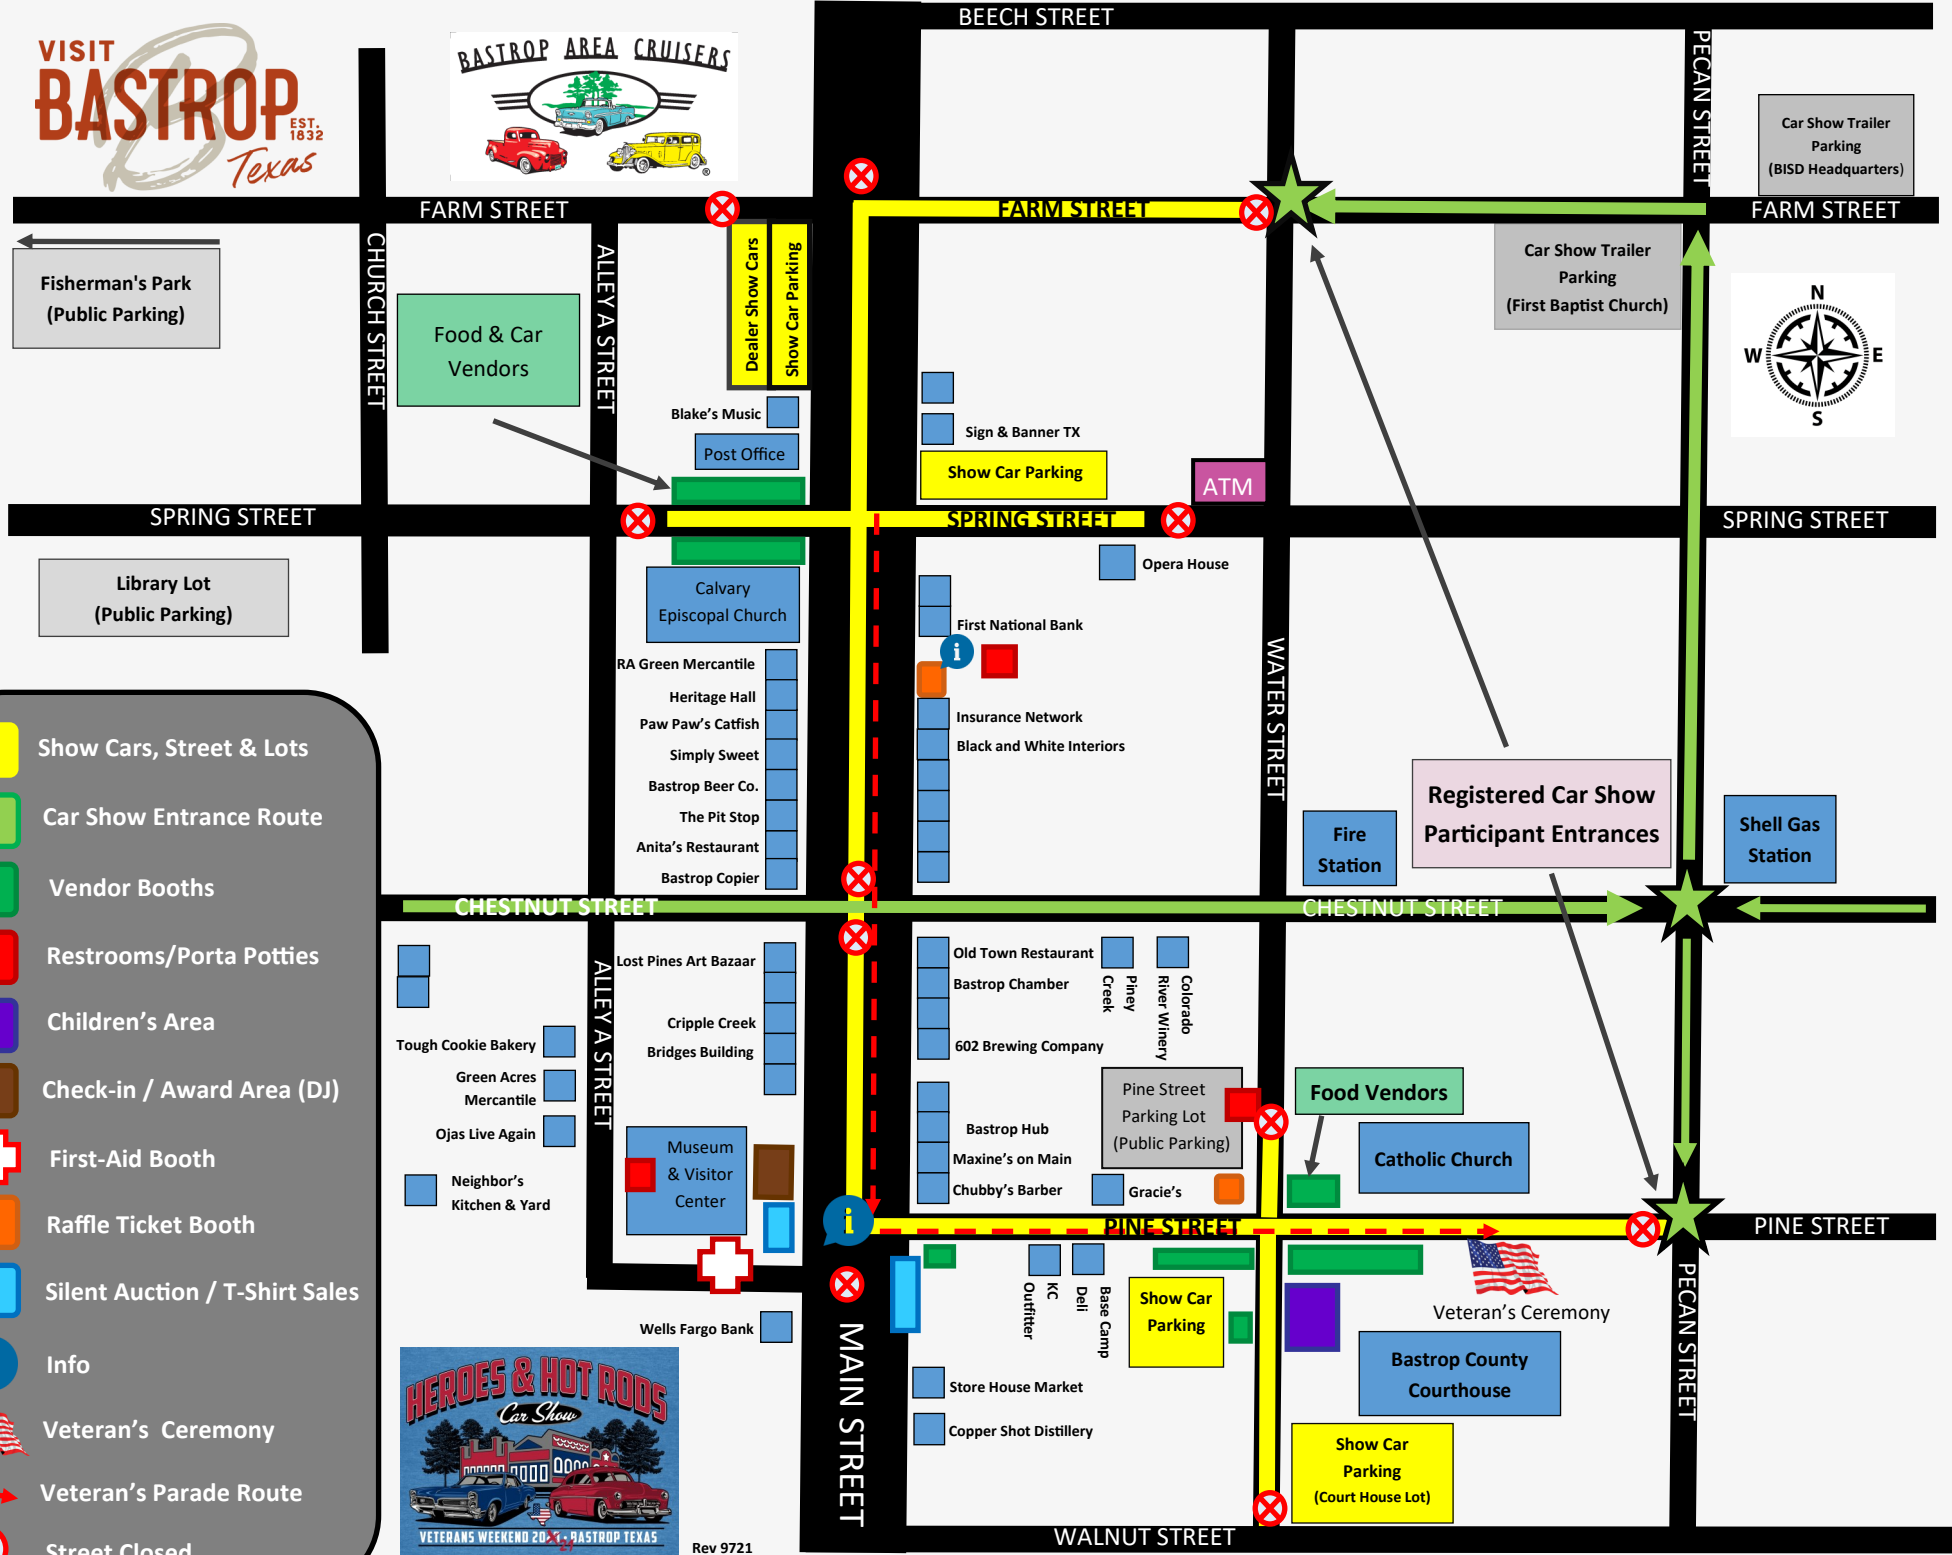 VISIT
BASTROP
EST.
1832
Texas
BASTROP AREA CRUISERS
®
BEECH STREET
PECAN STREET
Car Show Trailer
Parking
(BISD Headquarters)
FARM STREET
FARM STREET
FARM STREET
Fisherman's Park
(Public Parking)
CHURCH STREET
Food & Car
Vendors
ALLEY A STREET
Dealer Show Cars
Show Car Parking
Car Show Trailer
Parking
(First Baptist Church)
N
W
E
S
Blake's Music
Post Office
Sign & Banner TX
Show Car Parking
ATM
SPRING STREET
SPRING STREET
SPRING STREET
Library Lot
(Public Parking)
Calvary
Episcopal Church
Opera House
First National Bank
i
RA Green Mercantile
Heritage Hall
Paw Paw's Catfish
Simply Sweet
Bastrop Beer Co.
The Pit Stop
Anita's Restaurant
Bastrop Copier
Insurance Network
Black and White Interiors
WATER STREET
Registered Car Show
Participant Entrances
Fire
Station
Shell Gas
Station
CHESTNUT STREET
CHESTNUT STREET
Show Cars, Street & Lots
Car Show Entrance Route
Vendor Booths
Restrooms/Porta Potties
Children's Area
Check-in / Award Area (DJ)
First-Aid Booth
Raffle Ticket Booth
Silent Auction / T-Shirt Sales
Info
Veteran's Ceremony
Veteran's Parade Route
Street Closed
Lost Pines Art Bazaar
Cripple Creek
Bridges Building
ALLEY A STREET
Tough Cookie Bakery
Green Acres
Mercantile
Ojas Live Again
Neighbor's
Kitchen & Yard
Museum
& Visitor
Center
Old Town Restaurant
Bastrop Chamber
602 Brewing Company
Piney
Creek
Colorado
River Winery
Pine Street
Parking Lot
(Public Parking)
Food Vendors
Catholic Church
Bastrop Hub
Maxine's on Main
Chubby's Barber
Gracie's
i
PINE STREET
PINE STREET
KC
Outfitter
Base Camp
Deli
Show Car
Parking
Veteran's Ceremony
Bastrop County
Courthouse
PECAN STREET
Wells Fargo Bank
MAIN STREET
Store House Market
Copper Shot Distillery
Show Car
Parking
(Court House Lot)
HEROES & HOT RODS
Car Show
VETERANS WEEKEND 20 21 • BASTROP TEXAS
Rev 9721
WALNUT STREET